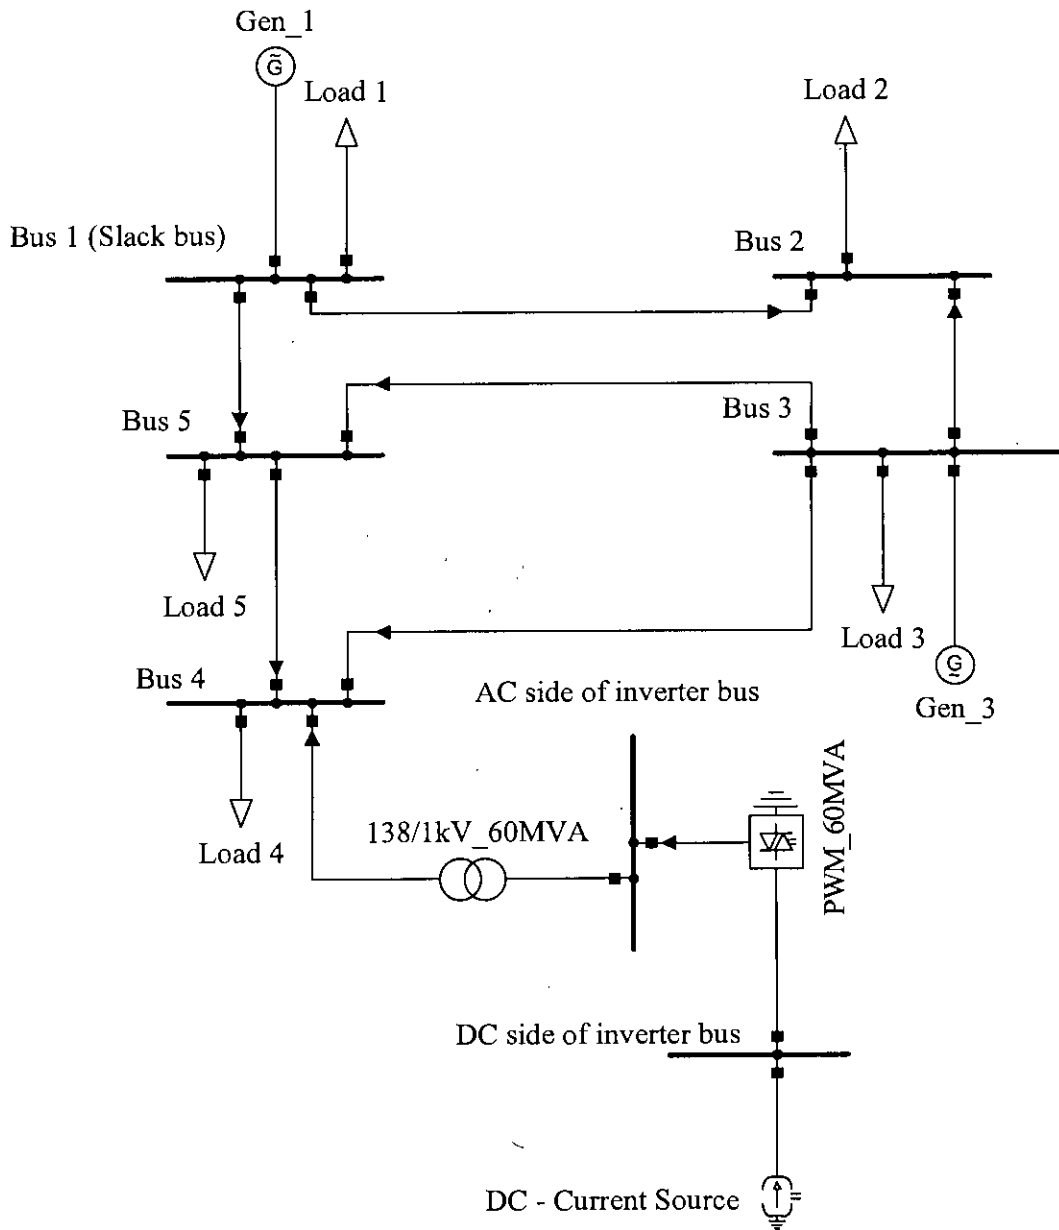 Gen_1
G
Load 1
Load 2
Bus 1 (Slack bus)
Bus 2
Bus 5
Bus 3
Load 5
Load 3
G
Gen_3
Bus 4
AC side of inverter bus
Load 4
138/1kV_60MVA
PWM_60MVA
DC side of inverter bus
DC - Current Source